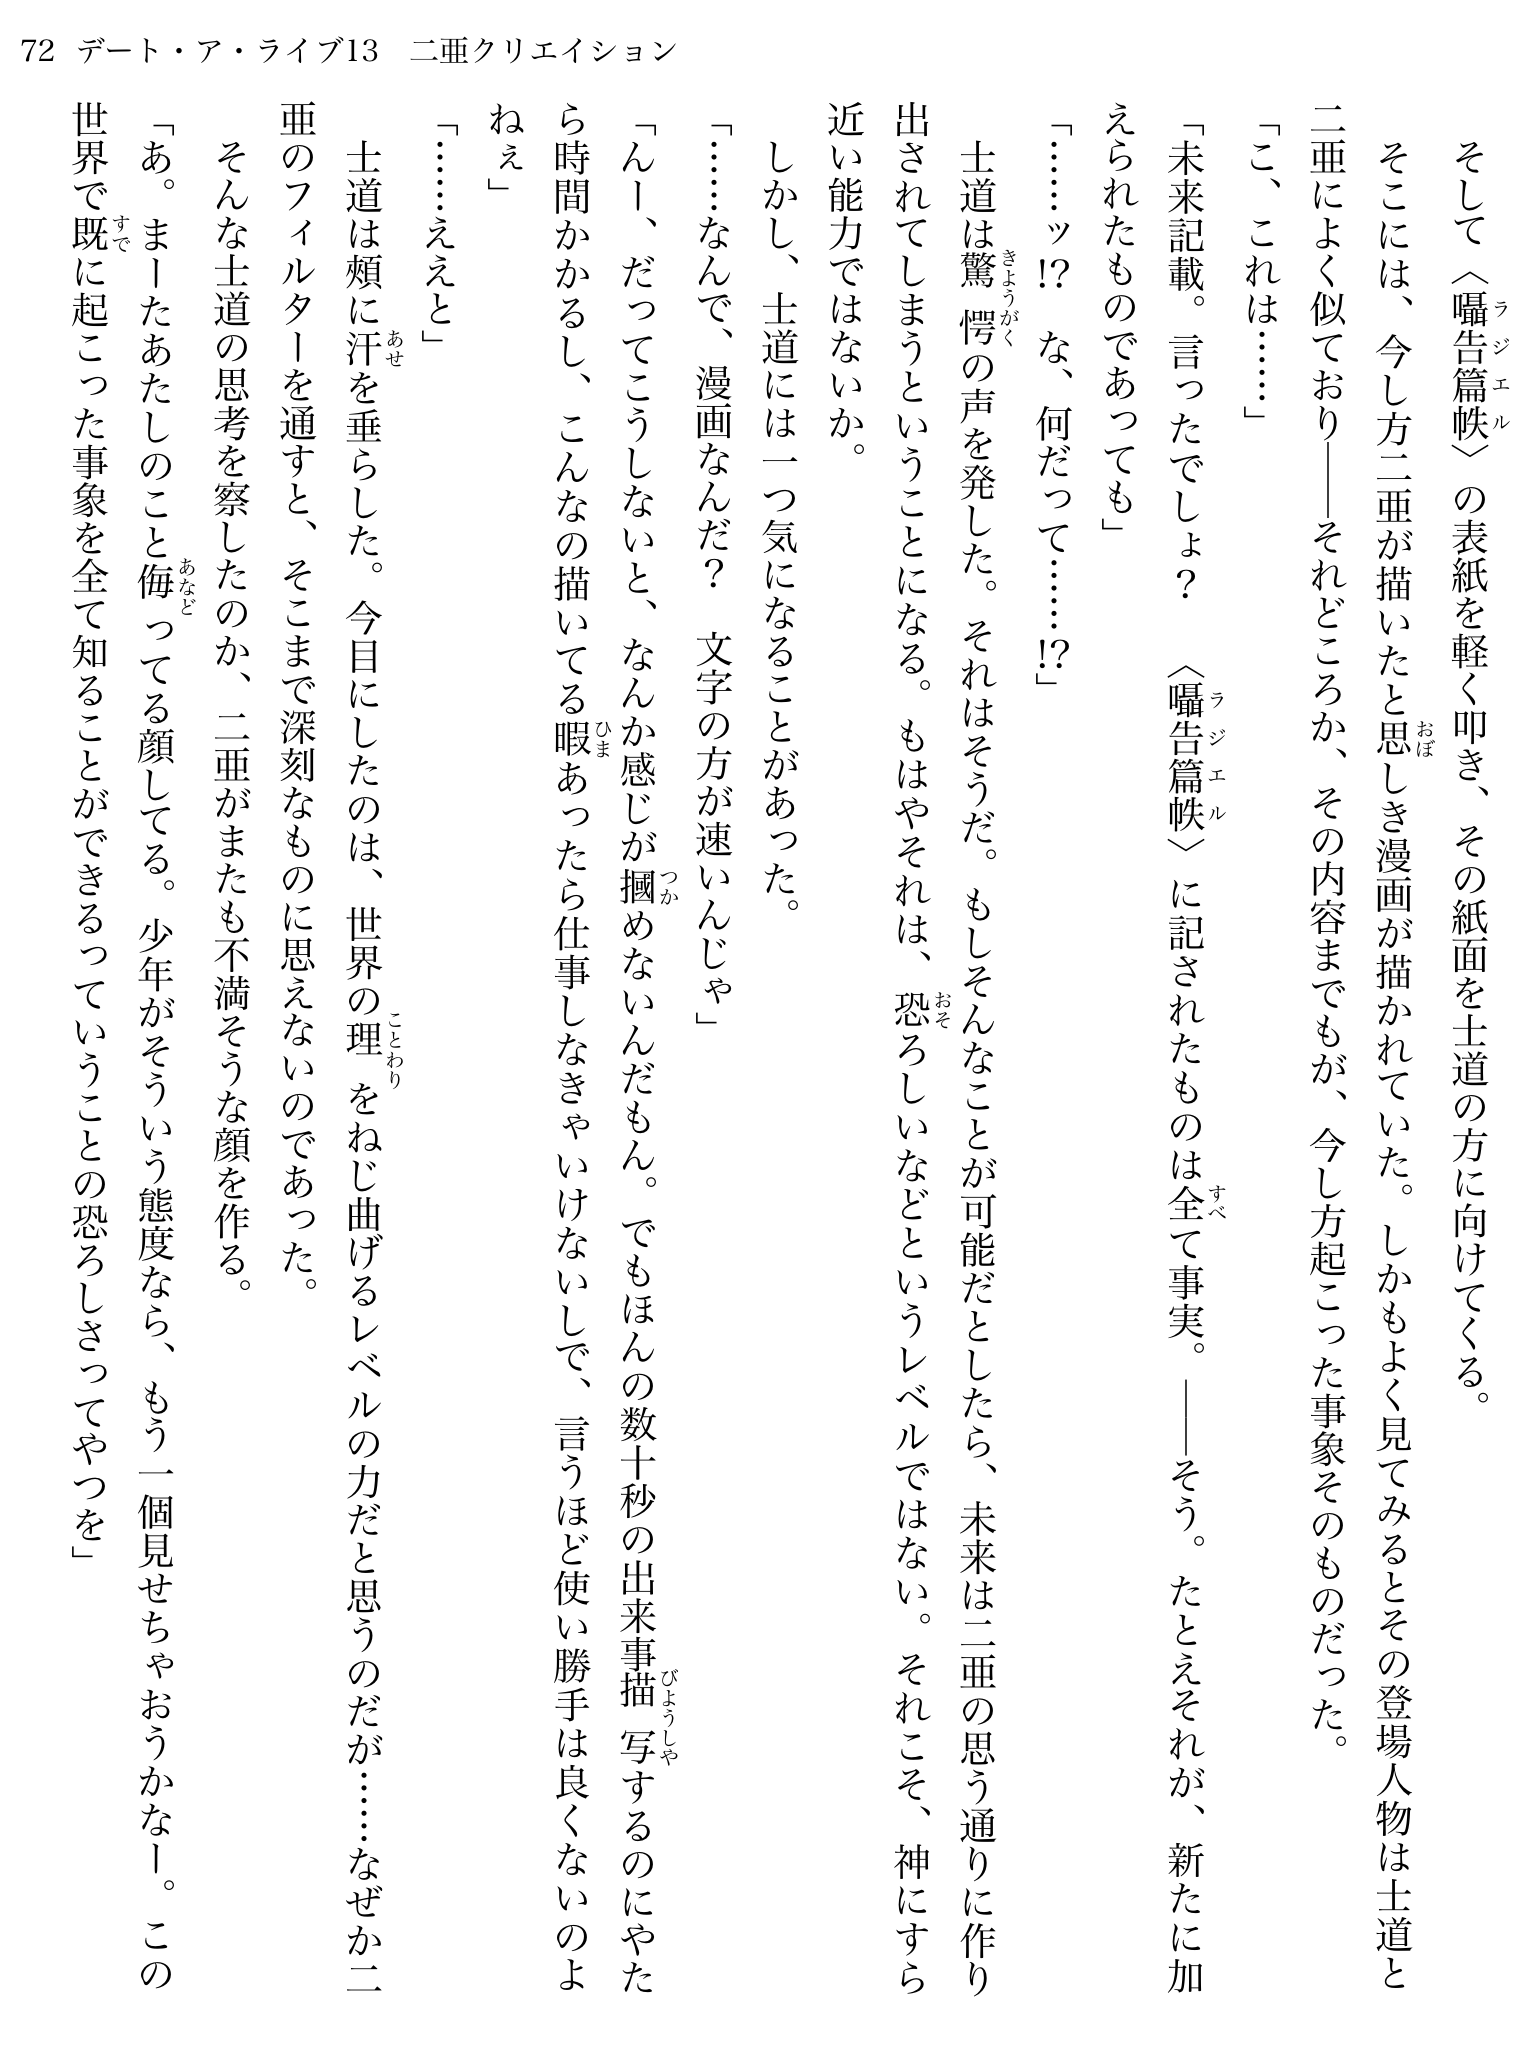 72 デート・ア・ライブ13　二亜クリエイション
　そして〈囁告篇帙〉の表紙を軽く叩き、その紙面を士道の方に向けてくる。
　そこには、今し方二亜が描いたと思しき漫画が描かれていた。しかもよく見てみるとその登場人物は士道と
二亜によく似ており――それどころか、その内容までもが、今し方起こった事象そのものだった。
「こ、これは……」
「未来記載。言ったでしょ？　〈囁告篇帙〉に記されたものは全て事実。――そう。たとえそれが、新たに加
えられたものであっても」
「……ッ!?　な、何だって……!?」
　士道は驚愕の声を発した。それはそうだ。もしそんなことが可能だとしたら、未来は二亜の思う通りに作り
出されてしまうということになる。もはやそれは、恐ろしいなどというレベルではない。それこそ、神にすら
近い能力ではないか。
　しかし、士道には一つ気になることがあった。
「……なんで、漫画なんだ？　文字の方が速いんじゃ」
「んー、だってこうしないと、なんか感じが摑めないんだもん。でもほんの数十秒の出来事描写するのにやた
ら時間かかるし、こんなの描いてる暇あったら仕事しなきゃいけないしで、言うほど使い勝手は良くないのよ
ねぇ」
「……ええと」
　士道は頰に汗を垂らした。今目にしたのは、世界の理をねじ曲げるレベルの力だと思うのだが……なぜか二
亜のフィルターを通すと、そこまで深刻なものに思えないのであった。
　そんな士道の思考を察したのか、二亜がまたも不満そうな顔を作る。
「あ。まーたあたしのこと侮ってる顔してる。少年がそういう態度なら、もう一個見せちゃおうかなー。この
世界で既に起こった事象を全て知ることができるっていうことの恐ろしさってやつを」